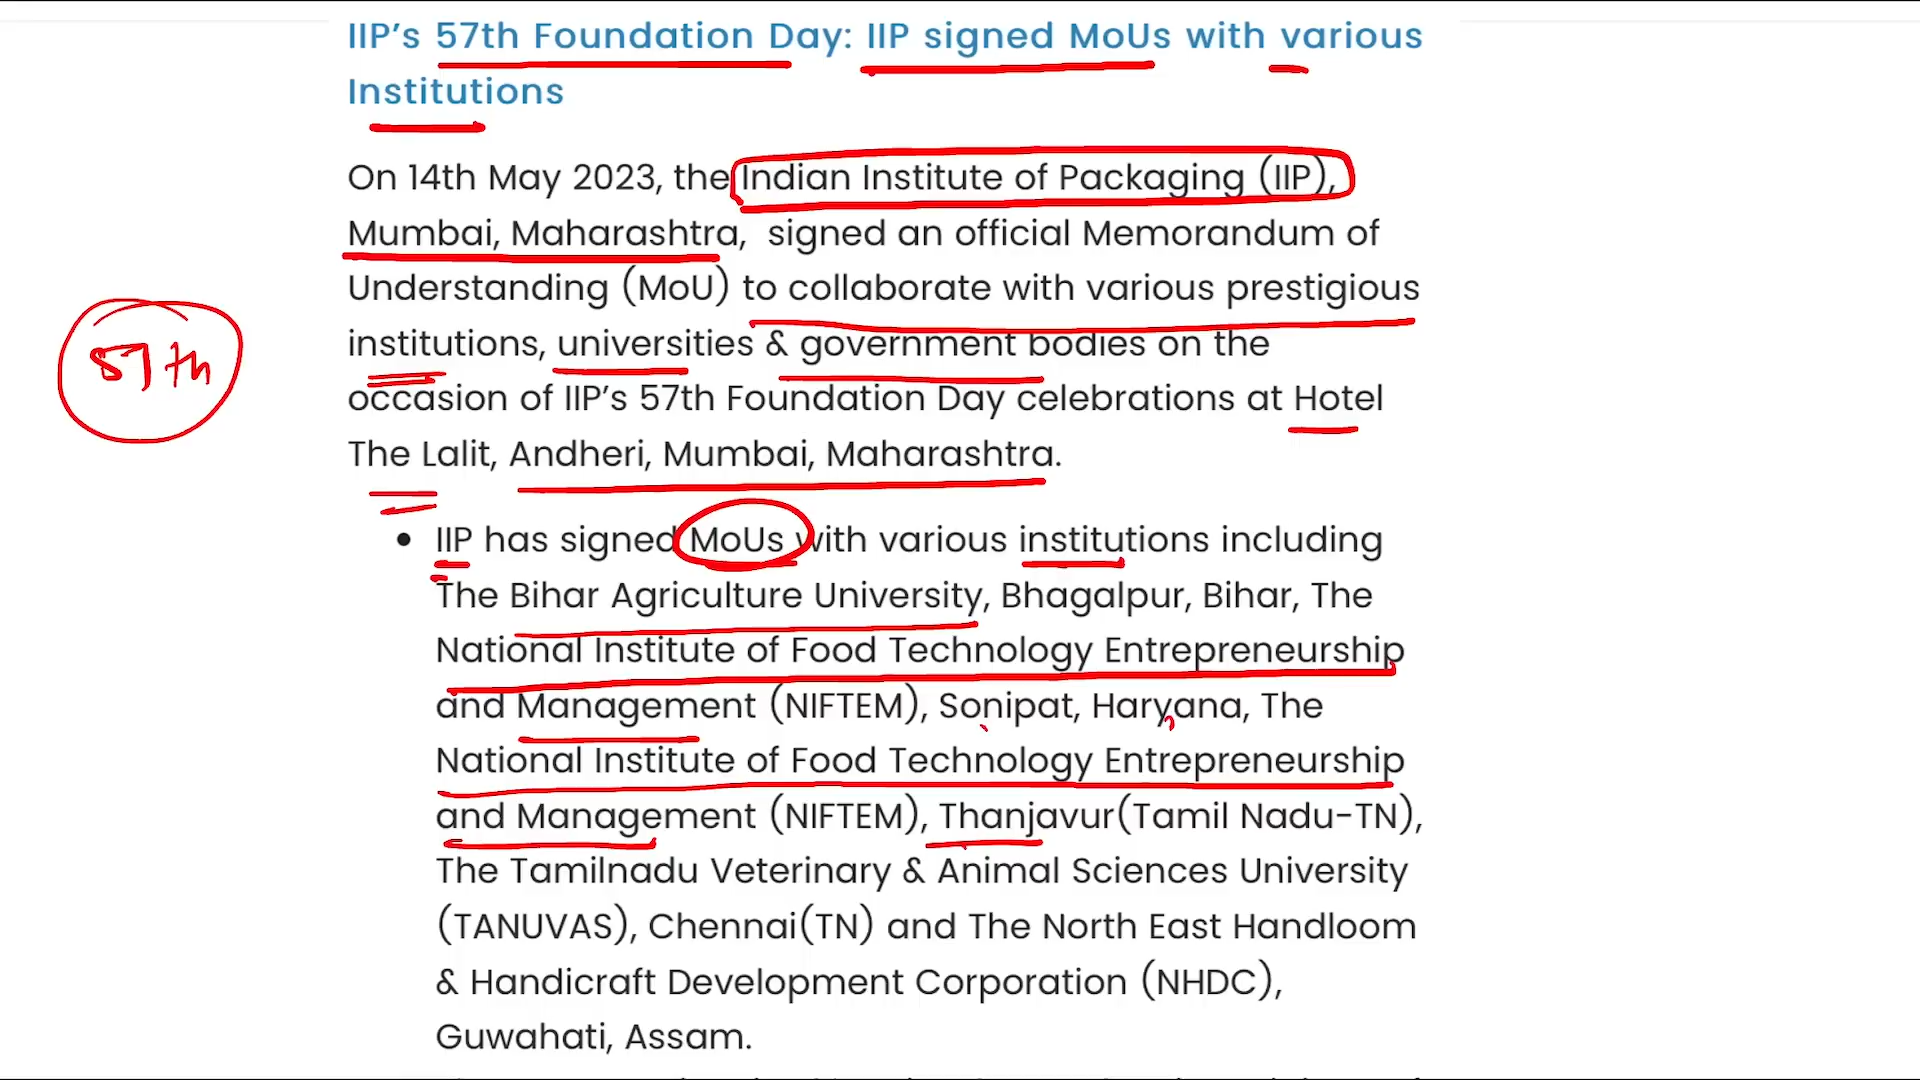 IIP's 57th Foundation Day: IIP signed MoUs with various
Institutions
On 14th May 2023, the Indian Institute of Packaging (IIP),
Mumbai, Maharashtra, signed an official Memorandum of
Understanding (MoU) to collaborate with various prestigious
institutions, universities & government bodies on the
occasion of IIP's 57th Foundation Day celebrations at Hotel
The Lalit, Andheri, Mumbai, Maharashtra.
57th
• IIP has signed MoUs with various institutions including
The Bihar Agriculture University, Bhagalpur, Bihar, The
National Institute of Food Technology Entrepreneurship
and Management (NIFTEM), Sonipat, Haryana, The
National Institute of Food Technology Entrepreneurship
and Management (NIFTEM), Thanjavur(Tamil Nadu-TN),
The Tamilnadu Veterinary & Animal Sciences University
(TANUVAS), Chennai(TN) and The North East Handloom
& Handicraft Development Corporation (NHDC),
Guwahati, Assam.